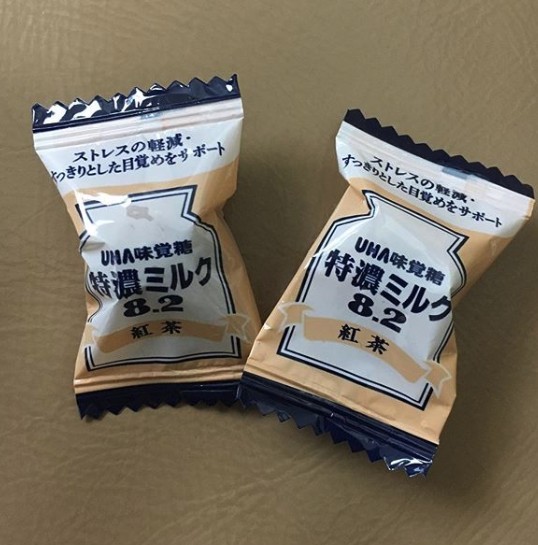 ストレスの軽減・
すっきりとした目覚めをサポート
UHA味覚糖
特濃ミルク
8.2
紅茶
ストレスの軽減・
すっきりとした目覚めをサポート
UHA味覚糖
特濃ミルク
8.2
紅茶